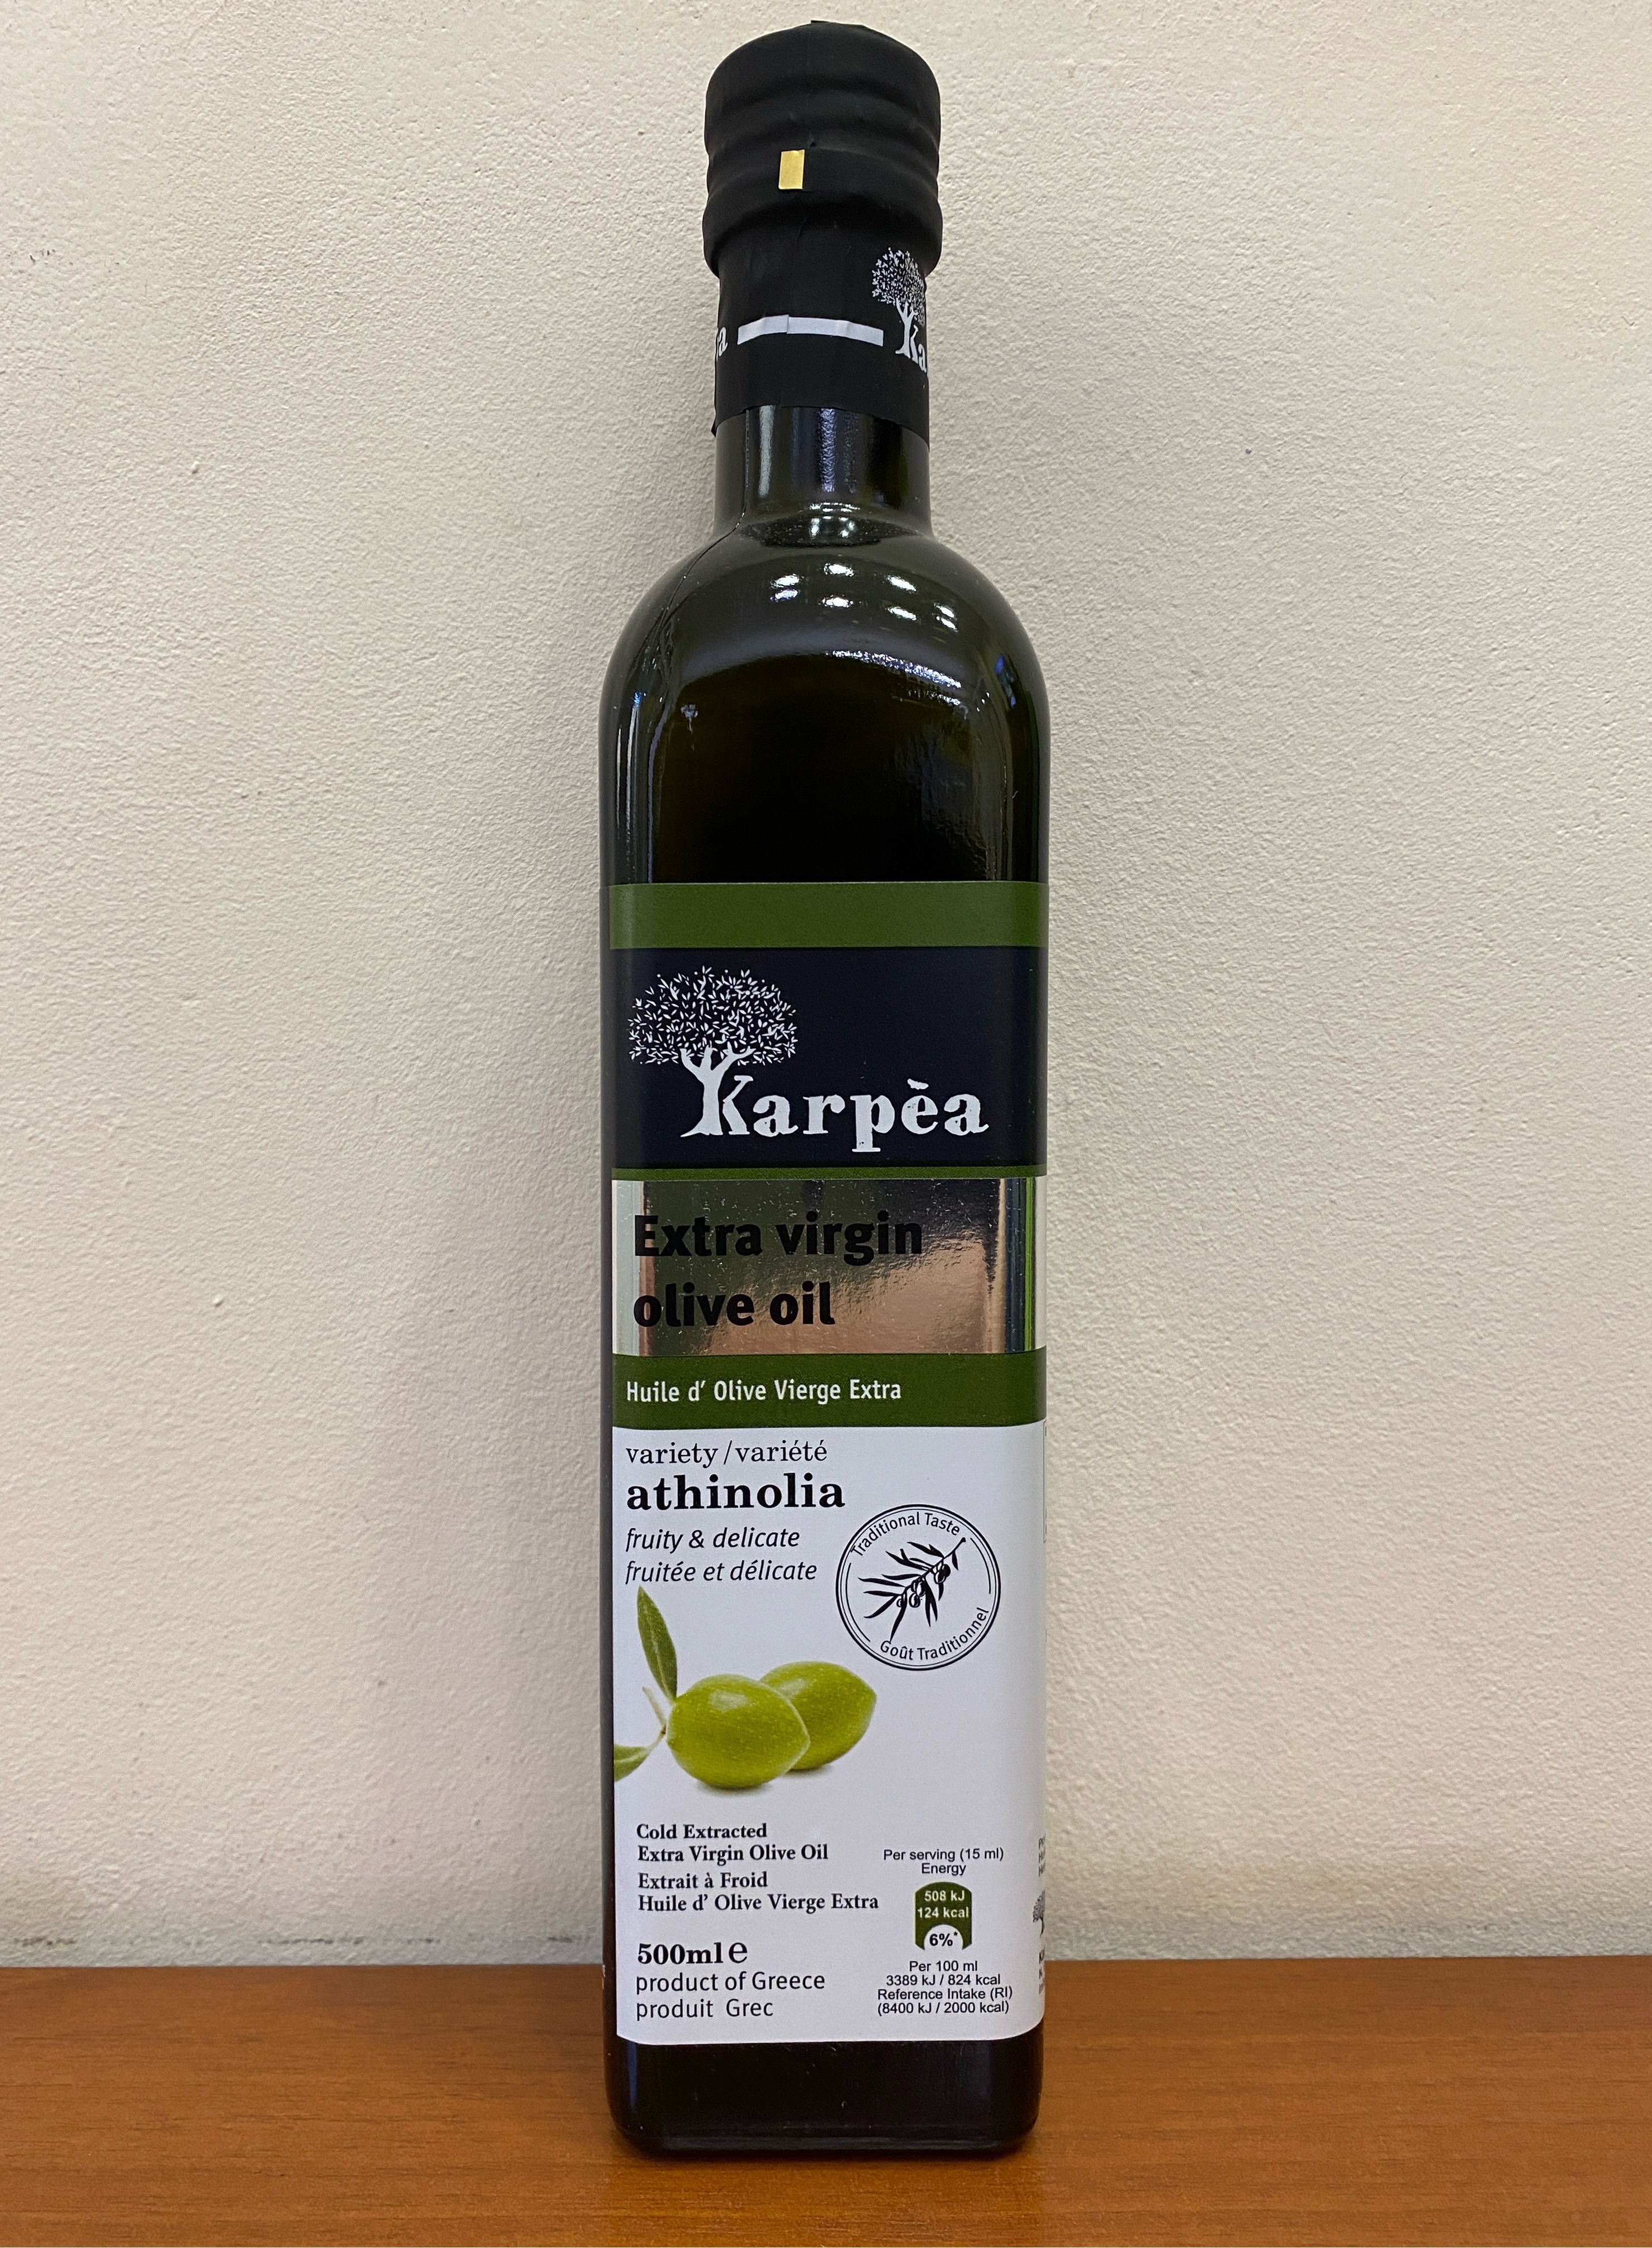 Ka
Karpèa
Extra virgin
olive oil
Huile d' Olive Vierge Extra
variety/variété
athinolia
fruity & delicate
fruitée et délicate
Traditional Taste
Goût Traditionnel
Cold Extracted
Extra Virgin Olive Oil
Extrait à Froid
Huile d' Olive Vierge Extra
500ml e
product of Greece
produit Grec
Per serving (15 ml)
Energy
508 kJ
124 kcal
6%*
Per 100 ml
3389 kJ / 824 kcal
Reference Intake (RI)
(8400 kJ / 2000 kcal)